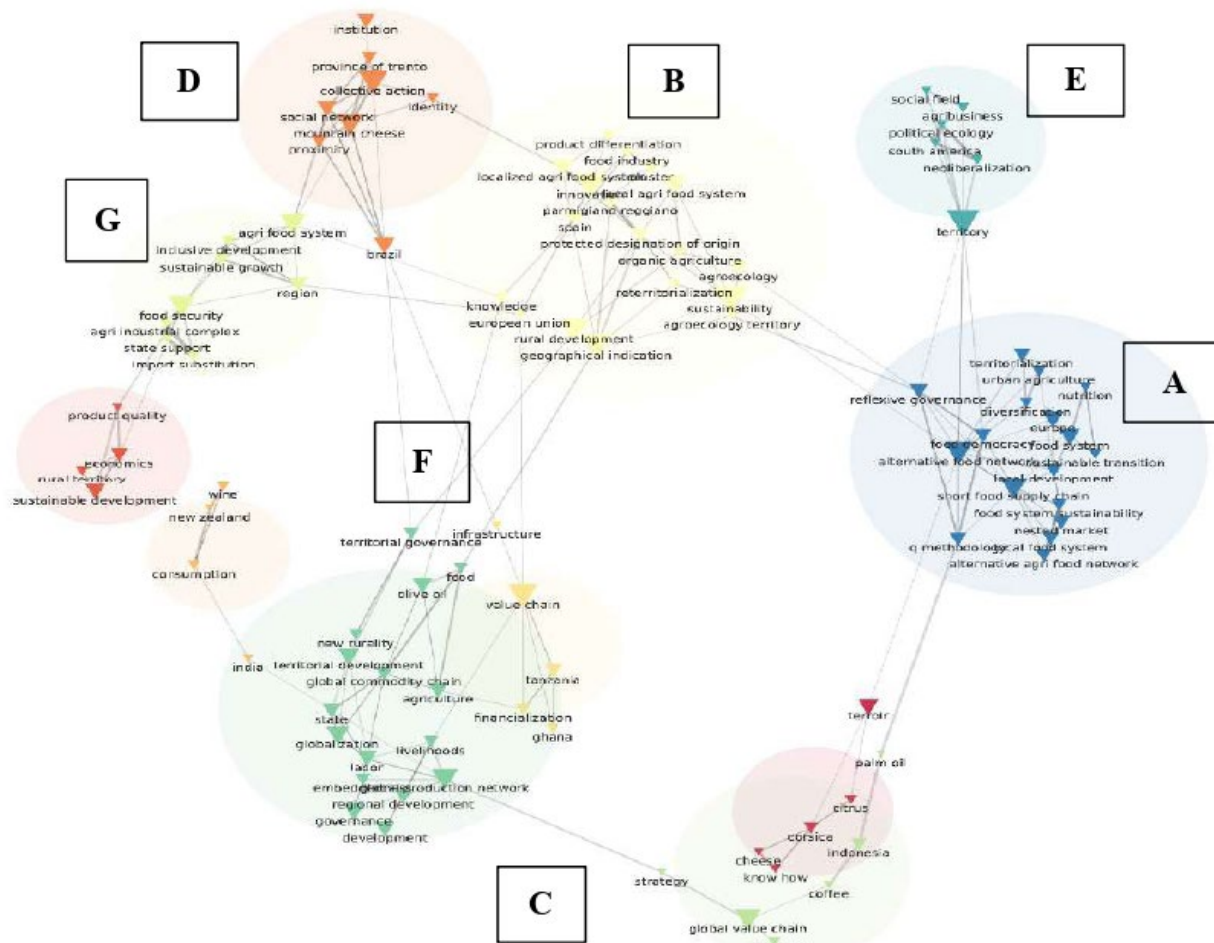 institution
D
province of trento
collective action
identity
social network
mountain cheese
proximity
B
product differentiation
food industry
localized agri food system
cluster
local agri food system
parmigiano reggiano
spain
protected designation of origin
organic agriculture
agroecology
reterritorialization
sustainability
agroecology territory
knowledge
european union
rural development
geographical indication
E
social field
agribusiness
political ecology
south america
neoliberalization
territory
G
agri food system
inclusive development
sustainable growth
brazil
region
food security
agri industrial complex
state support
import substitution
A
territorialization
urban agriculture
nutrition
reflexive governance
diversification
europe
food democracy
food system
alternative food network
sustainable transition
local development
short food supply chain
food system sustainability
nested market
q methodology
local food system
alternative agri food network
product quality
economics
rural territory
sustainable development
F
wine
new zealand
consumption
territorial governance
infrastructure
food
olive oil
value chain
new rurality
india
territorial development
global commodity chain
tanzania
agriculture
state
financialization
globalization
ghana
livelihoods
labor
global production network
regional development
governance
development
terroir
palm oil
citrus
corsica
indonesia
cheese
know how
strategy
coffee
C
global value chain